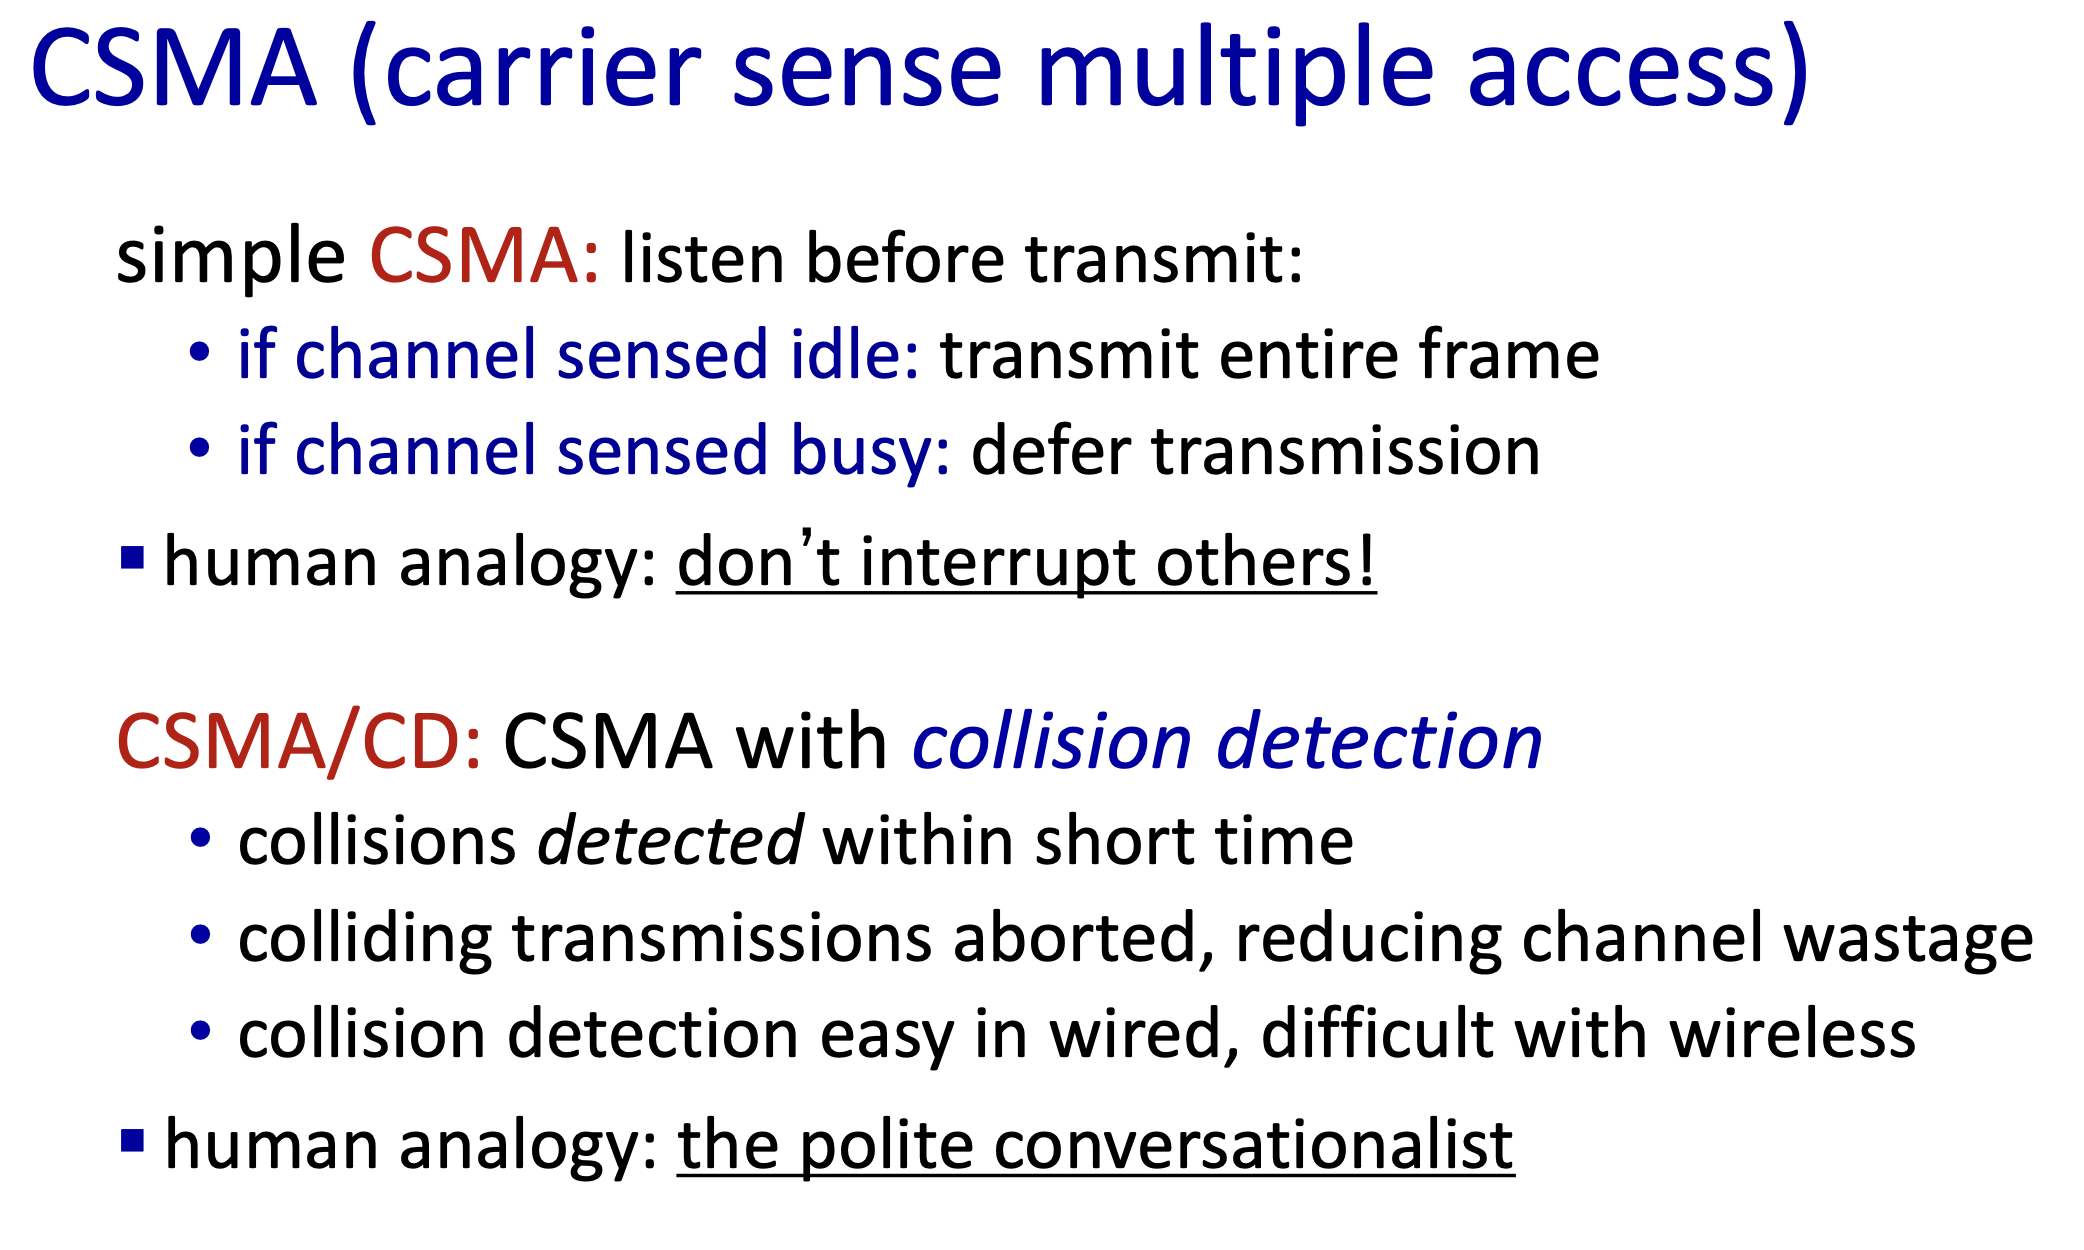 CSMA (carrier sense multiple access)
simple CSMA: listen before transmit:
• if channel sensed idle: transmit entire frame
• if channel sensed busy: defer transmission
▪ human analogy: don’t interrupt others!
CSMA/CD: CSMA with collision detection
• collisions detected within short time
• colliding transmissions aborted, reducing channel wastage
• collision detection easy in wired, difficult with wireless
▪ human analogy: the polite conversationalist